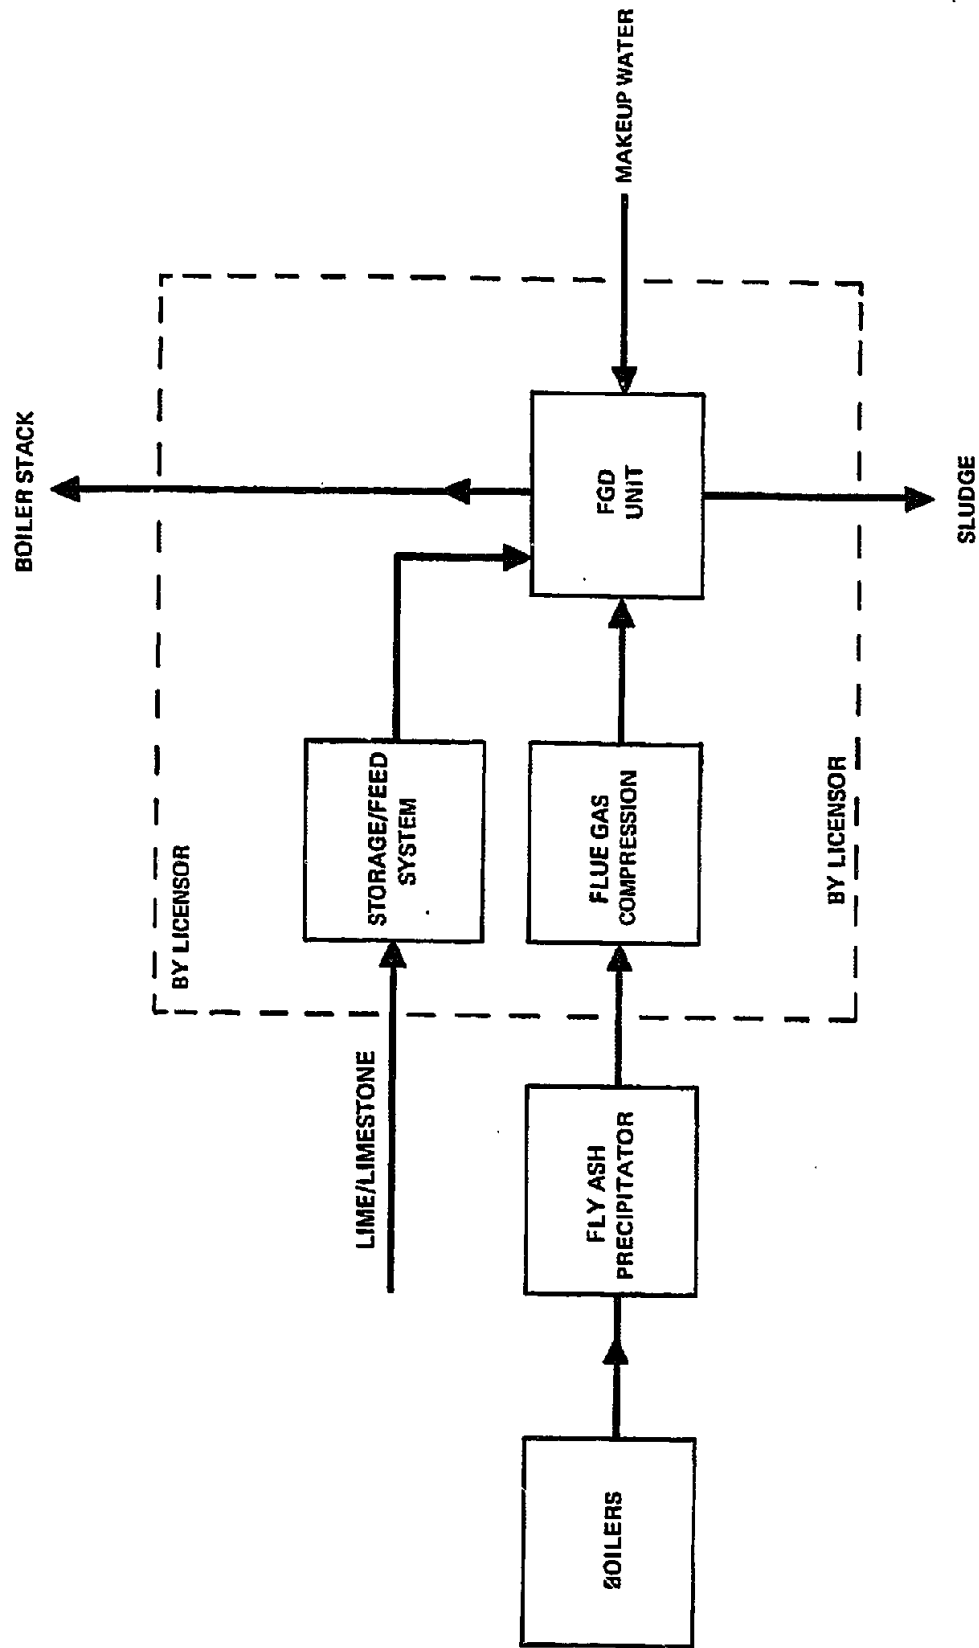 BOILER STACK
BY LICENSOR
LIME/LIMESTONE
STORAGE/FEED
SYSTEM
BOILERS
FLY ASH
PRECIPITATOR
FLUE GAS
COMPRESSION
FGD
UNIT
MAKEUP WATER
BY LICENSOR
SLUDGE